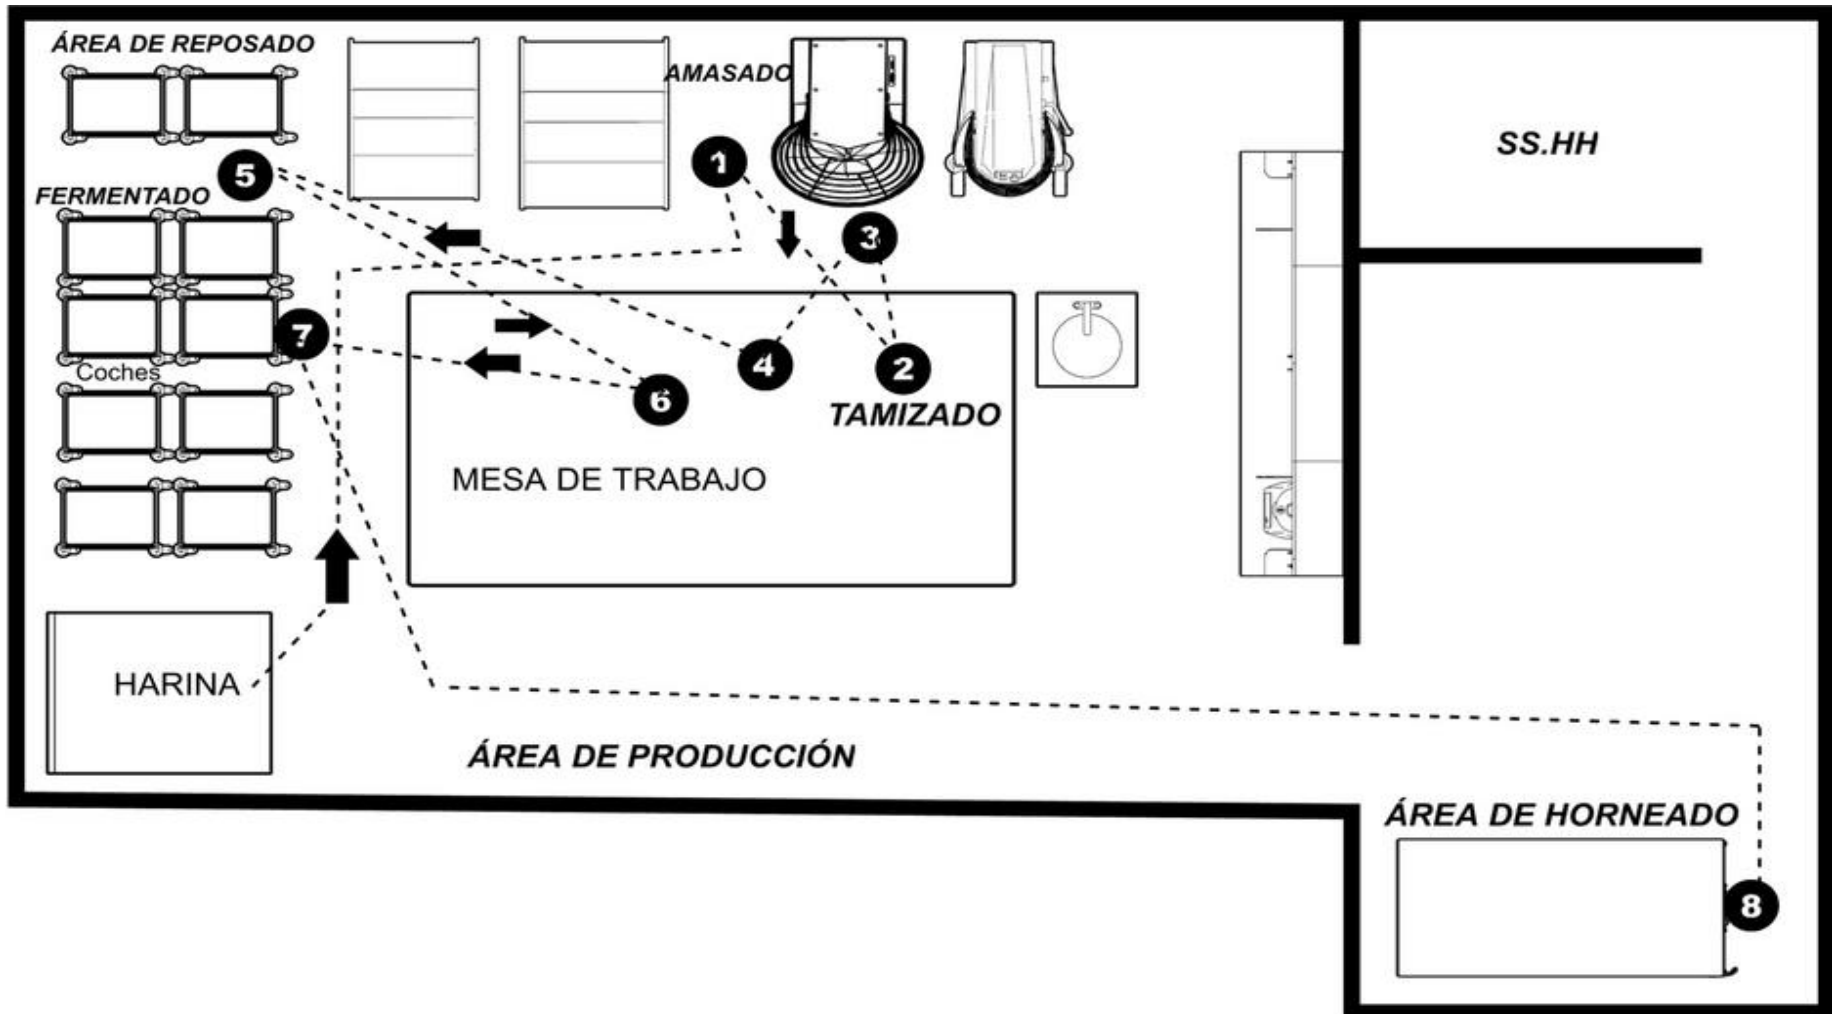 ÁREA DE REPOSADO
AMASADO
1
SS.HH
5
FERMENTADO
3
7
4
2
Coches
6
TAMIZADO
MESA DE TRABAJO
HARINA
ÁREA DE PRODUCCIÓN
ÁREA DE HORNEADO
8